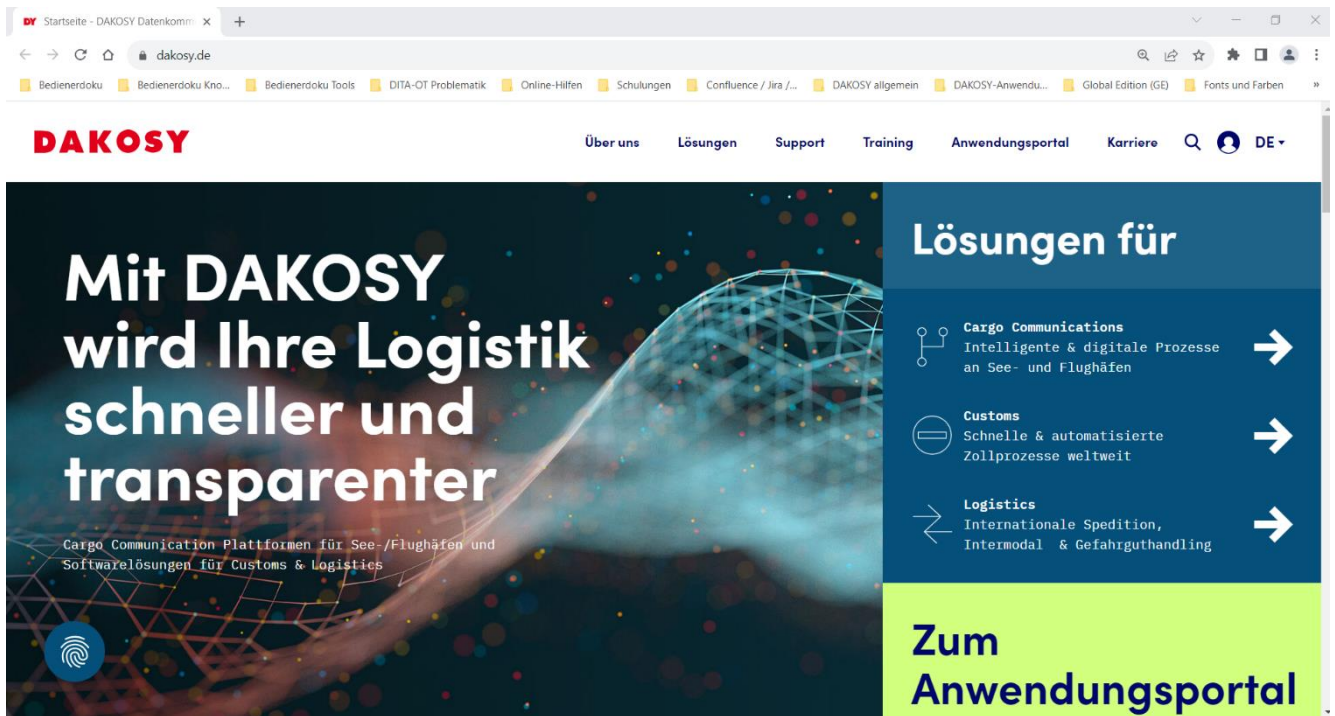 DY Startseite - DAKOSY Datenkomm
dakosy.de
Bedienerdoku Bedienerdoku Kno... Bedienerdoku Tools DITA-OT Problematik Online-Hilfen Schulungen Confluence / Jira /... DAKOSY allgemein DAKOSY-Anwendu... Global Edition (GE) Fonts und Farben »
DAKOSY
Über uns Lösungen Support Training Anwendungsportal Karriere DE
Mit DAKOSY
wird Ihre Logistik
schneller und
transparenter
Cargo Communication Plattformen für See-/Flughäfen und
Softwarelösungen für Customs & Logistics
Lösungen für
Cargo Communications
Intelligente & digitale Prozesse
an See- und Flughäfen
Customs
Schnelle & automatisierte
Zollprozesse weltweit
Logistics
Internationale Spedition,
Intermodal & Gefahrguthandling
Zum
Anwendungsportal